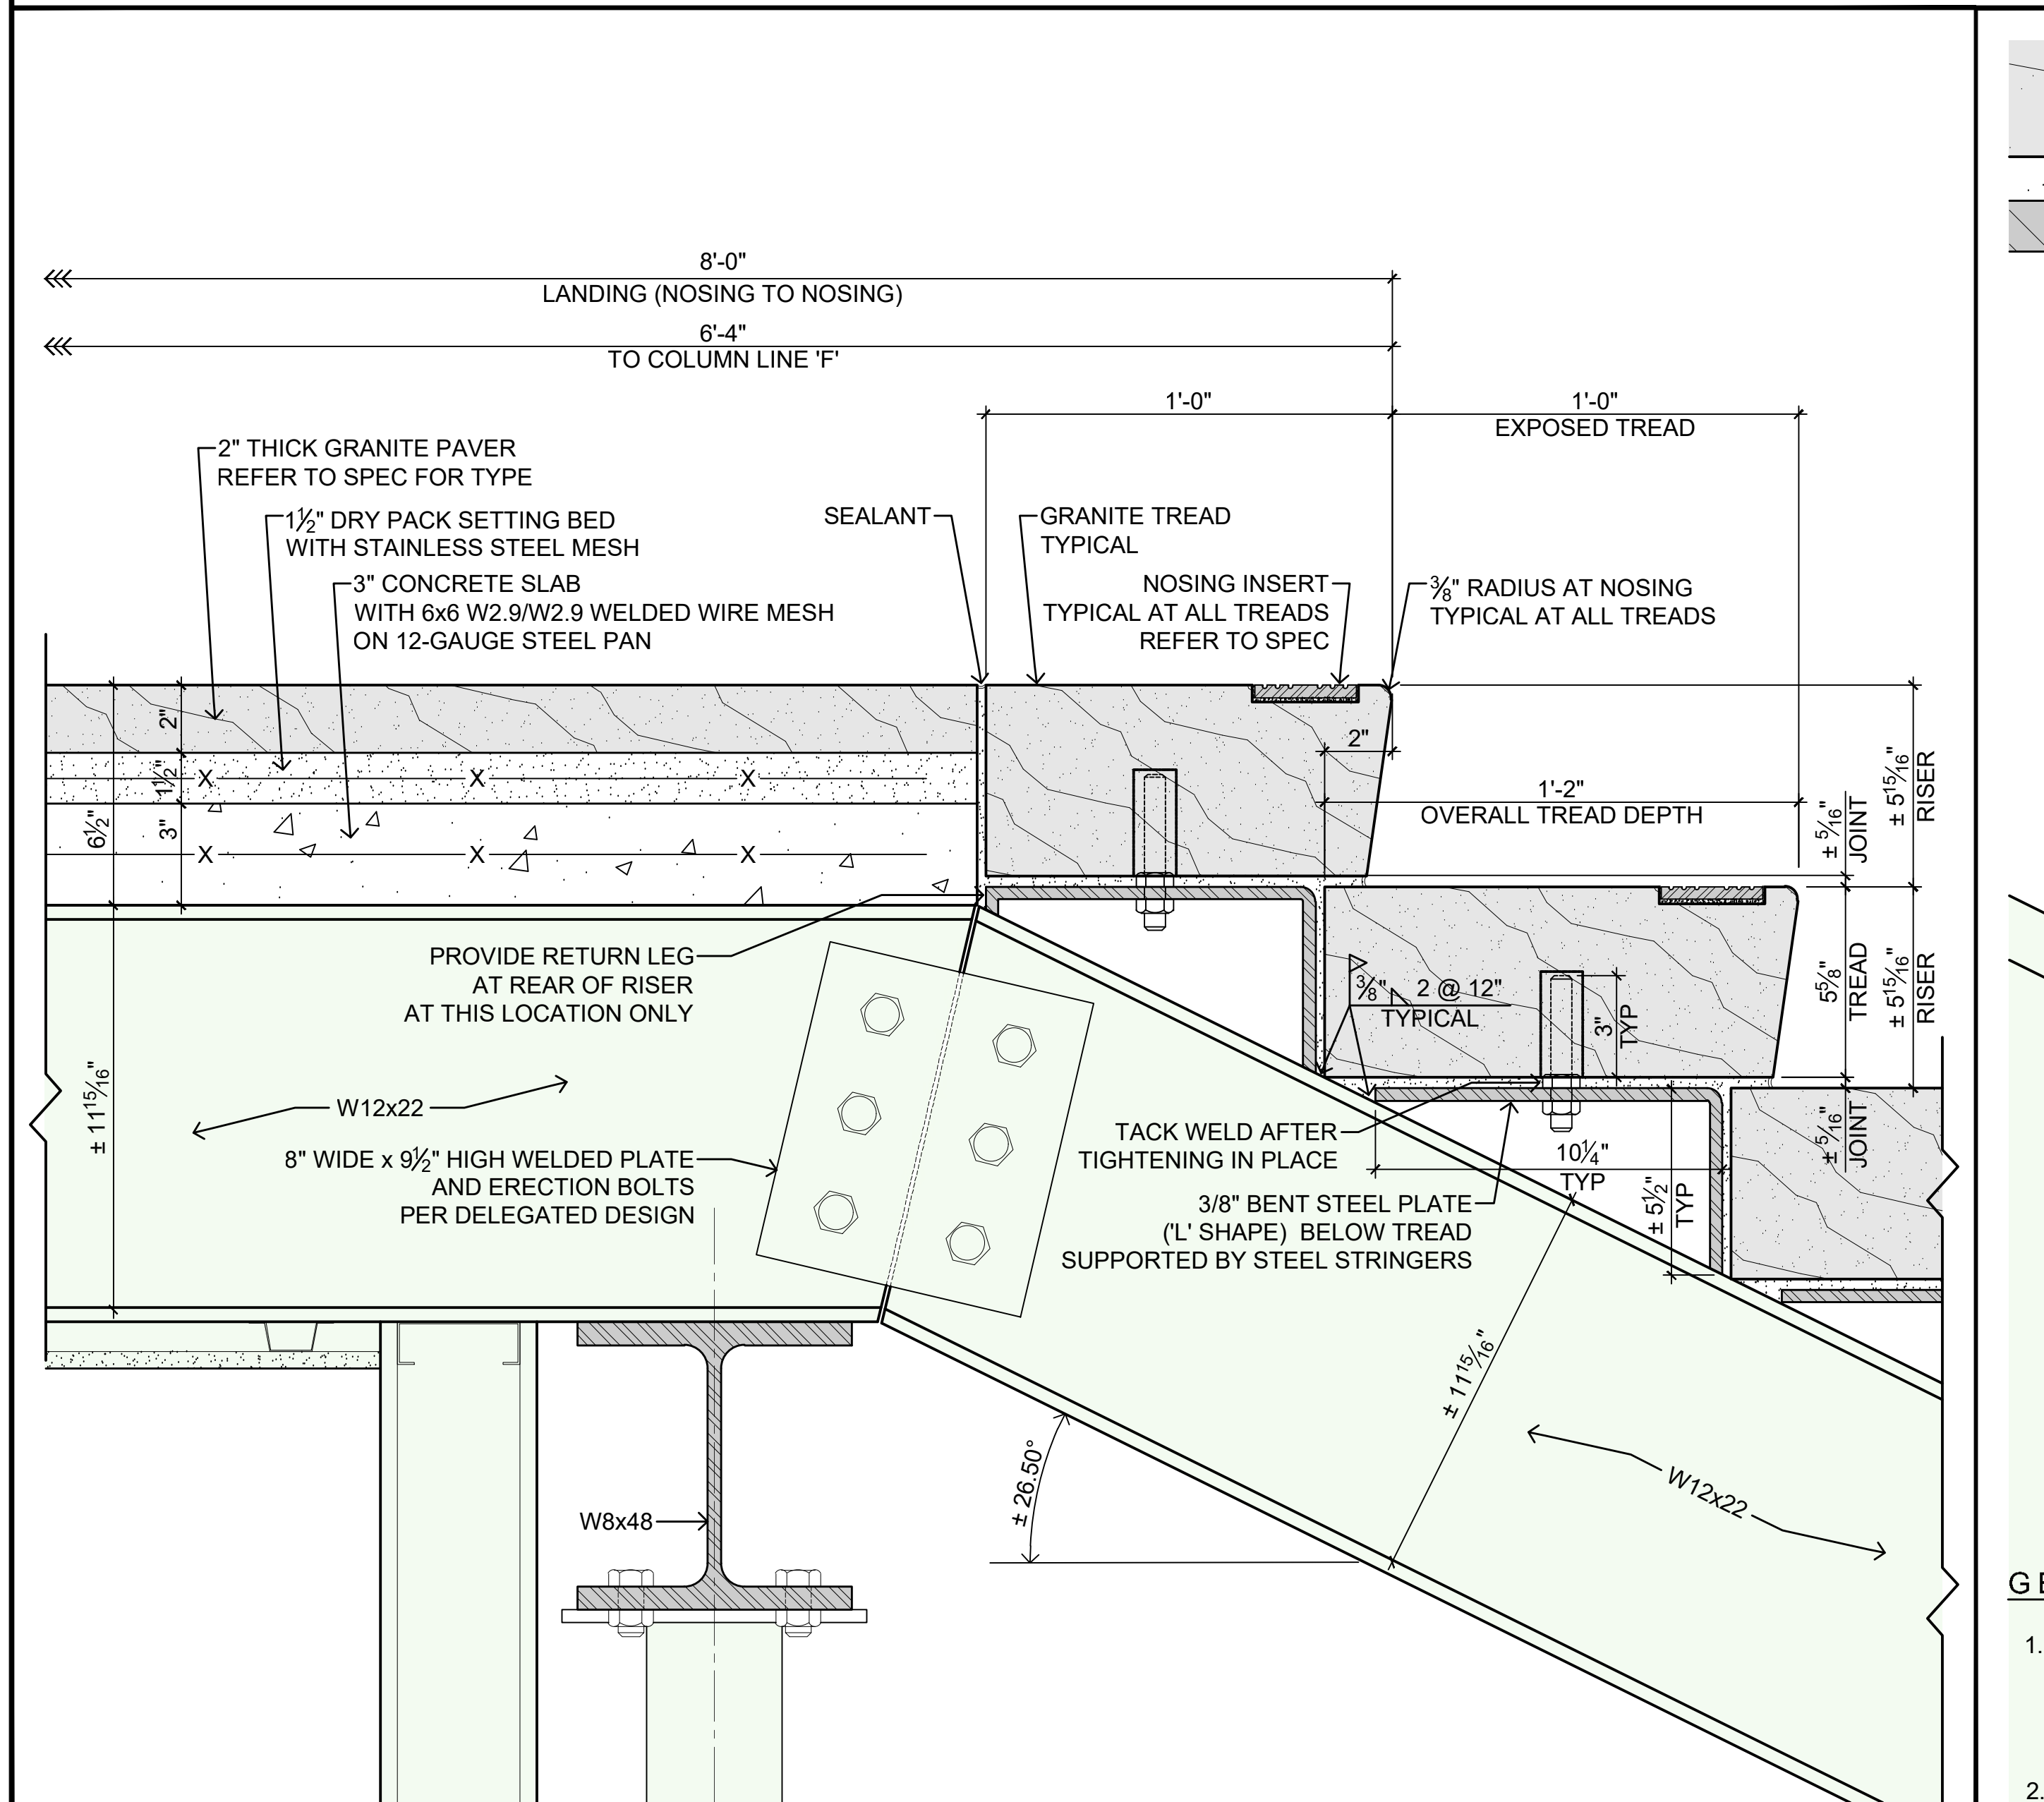 8'-0"
LANDING (NOSING TO NOSING)
6'-4"
TO COLUMN LINE 'F'
1'-0"
1'-0"
EXPOSED TREAD
2" THICK GRANITE PAVER
REFER TO SPEC FOR TYPE
1½" DRY PACK SETTING BED
WITH STAINLESS STEEL MESH
3" CONCRETE SLAB
WITH 6x6 W2.9/W2.9 WELDED WIRE MESH
ON 12-GAUGE STEEL PAN
SEALANT
GRANITE TREAD
TYPICAL
NOSING INSERT
TYPICAL AT ALL TREADS
REFER TO SPEC
⅜" RADIUS AT NOSING
TYPICAL AT ALL TREADS
2"
1½"
3"
6½"
X X X
X X X
2"
1'-2"
OVERALL TREAD DEPTH
± 5/16"
JOINT
± 5 15/16"
RISER
5⅝"
TREAD
± 5 15/16"
RISER
± 5/16"
JOINT
PROVIDE RETURN LEG
AT REAR OF RISER
AT THIS LOCATION ONLY
⅜" 2 @ 12"
TYPICAL
3"
TYP
± 11 15/16"
W12x22
8" WIDE x 9½" HIGH WELDED PLATE
AND ERECTION BOLTS
PER DELEGATED DESIGN
TACK WELD AFTER
TIGHTENING IN PLACE
10¼"
TYP
± 5½"
TYP
3/8" BENT STEEL PLATE
('L' SHAPE) BELOW TREAD
SUPPORTED BY STEEL STRINGERS
± 11 15/16"
± 26.50°
W12x22
W8x48
GE
1.
2